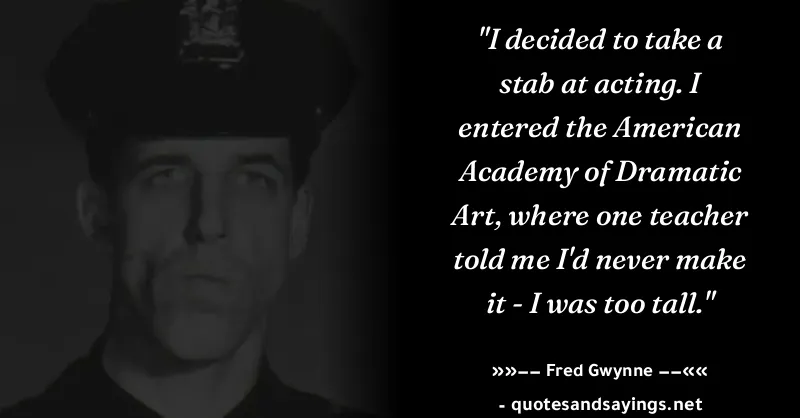 "I decided to take a
stab at acting. I
entered the American
Academy of Dramatic
Art, where one teacher
told me I'd never make
it - I was too tall."
»»−− Fred Gwynne −−««
- quotesandsayings.net